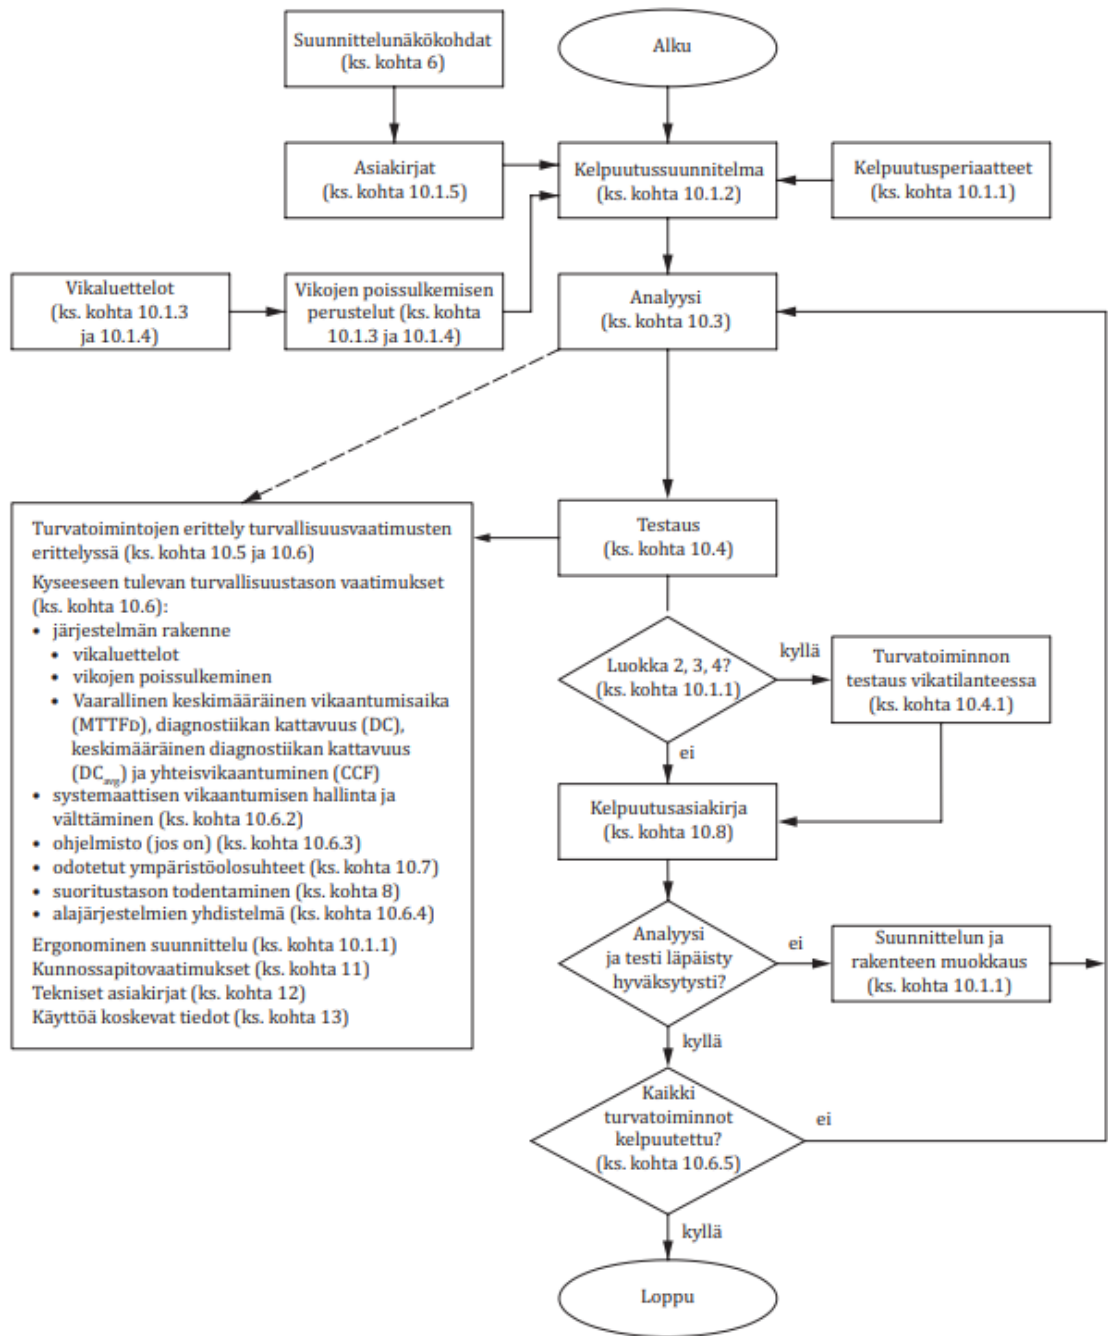 Suunnittelunäkökohdat
(ks. kohta 6)
Alku
Asiakirjat
(ks. kohta 10.1.5)
Kelpuutussuunnitelma
(ks. kohta 10.1.2)
Kelpuutusperiaatteet
(ks. kohta 10.1.1)
Vikaluettelot
(ks. kohta 10.1.3
ja 10.1.4)
Vikojen poissulkemisen
perustelut (ks. kohta
10.1.3 ja 10.1.4)
Analyysi
(ks. kohta 10.3)
Turvatoimintojen erittely turvallisuusvaatimusten
erittelyssä (ks. kohta 10.5 ja 10.6)
Kyseeseen tulevan turvallisuustason vaatimukset
(ks. kohta 10.6):
• järjestelmän rakenne
• vikaluettelot
• vikojen poissulkeminen
• Vaarallinen keskimääräinen vikaantumisaika
(MTTFD), diagnostiikan kattavuus (DC),
keskimääräinen diagnostiikan kattavuus
(DCavg) ja yhteisvikaantuminen (CCF)
• systemaattisen vikaantumisen hallinta ja
välttäminen (ks. kohta 10.6.2)
• ohjelmisto (jos on) (ks. kohta 10.6.3)
• odotetut ympäristöolosuhteet (ks. kohta 10.7)
• suoritustason todentaminen (ks. kohta 8)
• alajärjestelmien yhdistelmä (ks. kohta 10.6.4)
Ergonominen suunnittelu (ks. kohta 10.1.1)
Kunnossapitovaatimukset (ks. kohta 11)
Tekniset asiakirjat (ks. kohta 12)
Käyttöä koskevat tiedot (ks. kohta 13)
Testaus
(ks. kohta 10.4)
Luokka 2, 3, 4?
(ks. kohta 10.1.1)
kyllä
Turvatoiminnon
testaus vikatilanteessa
(ks. kohta 10.4.1)
ei
Kelpuutusasiakirja
(ks. kohta 10.8)
Analyysi
ja testi läpäisty
hyväksytysti?
ei
Suunnittelun ja
rakenteen muokkaus
(ks. kohta 10.1.1)
kyllä
Kaikki
turvatoiminnot
kelpuutettu?
(ks. kohta 10.6.5)
ei
kyllä
Loppu